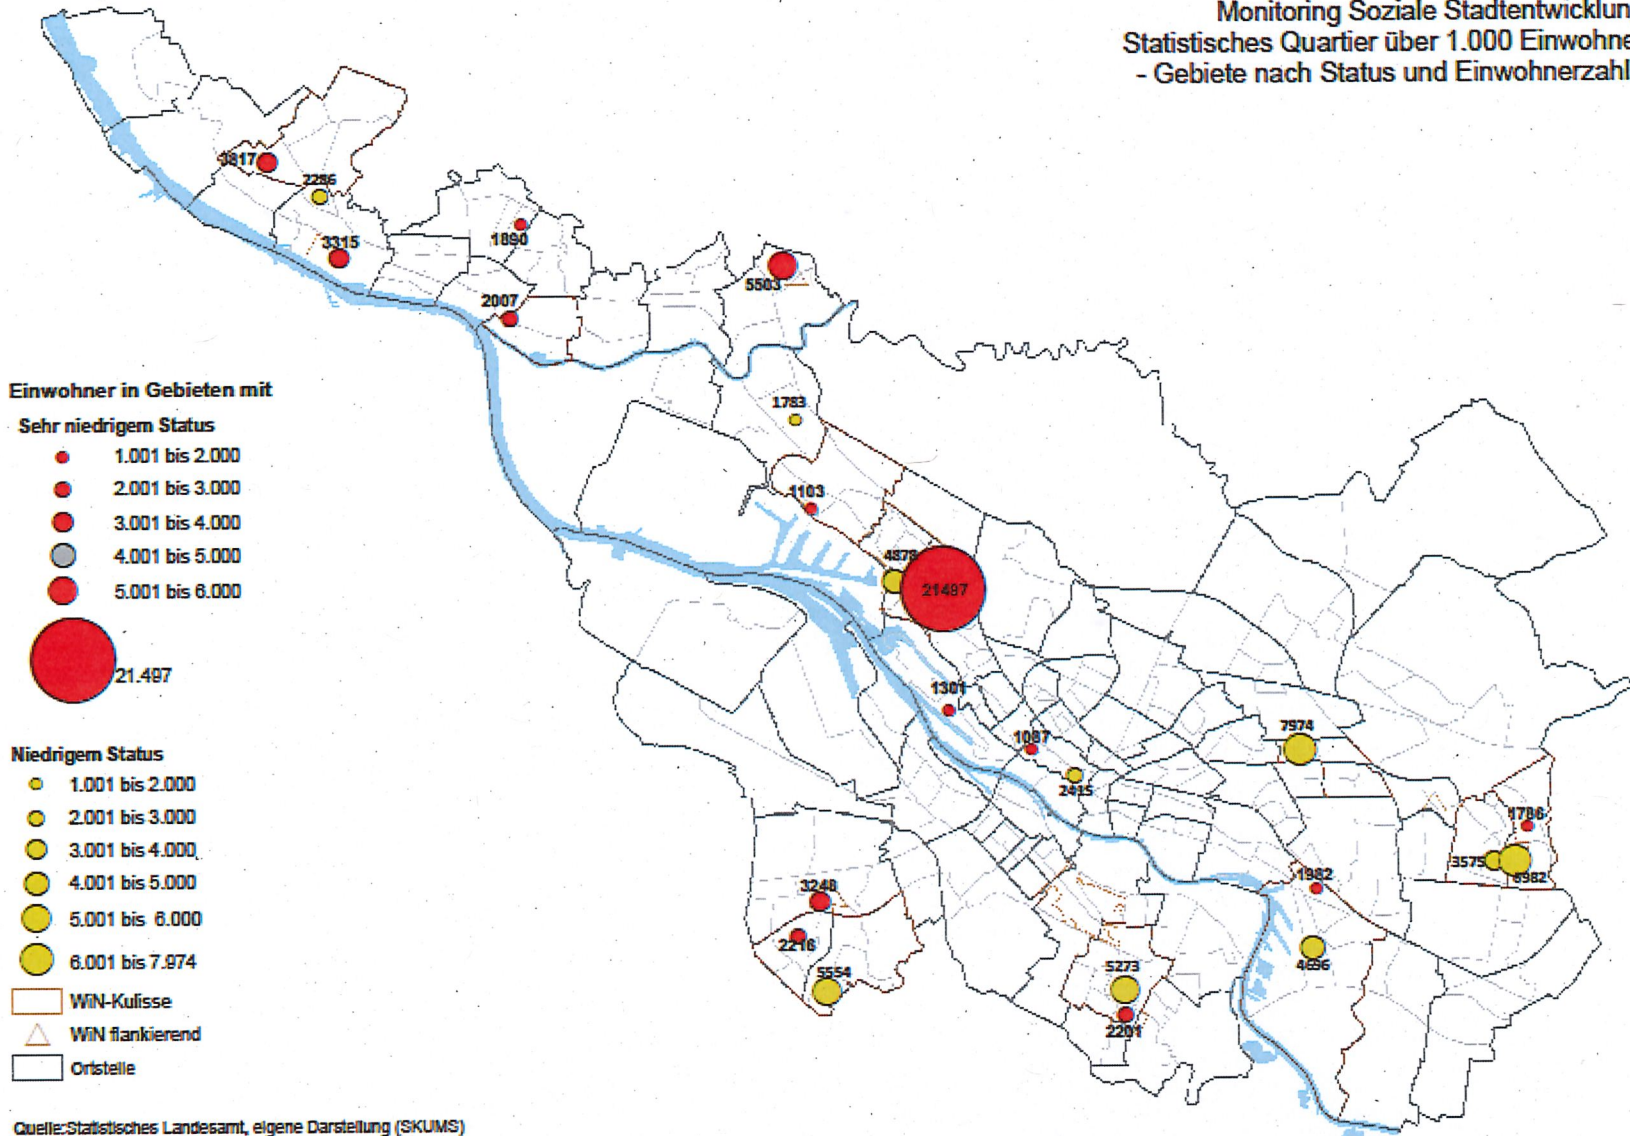 Monitoring Soziale Stadtentwicklun
Statistisches Quartier über 1.000 Einwohne
- Gebiete nach Status und Einwohnerzahl
3817
2286
3315
1890
2007
5503
1783
1103
4878
21497
1301
1087
2415
7974
1786
3575
6982
1982
4696
3248
2216
5554
5273
2201
Einwohner in Gebieten mit
Sehr niedrigem Status
1.001 bis 2.000
2.001 bis 3.000
3.001 bis 4.000
4.001 bis 5.000
5.001 bis 6.000
21.497
Niedrigem Status
1.001 bis 2.000
2.001 bis 3.000
3.001 bis 4.000
4.001 bis 5.000
5.001 bis 6.000
6.001 bis 7.974
WiN-Kulisse
WiN flankierend
Ortsteile
Quelle:Statistisches Landesamt, eigene Darstellung (SKUMS)